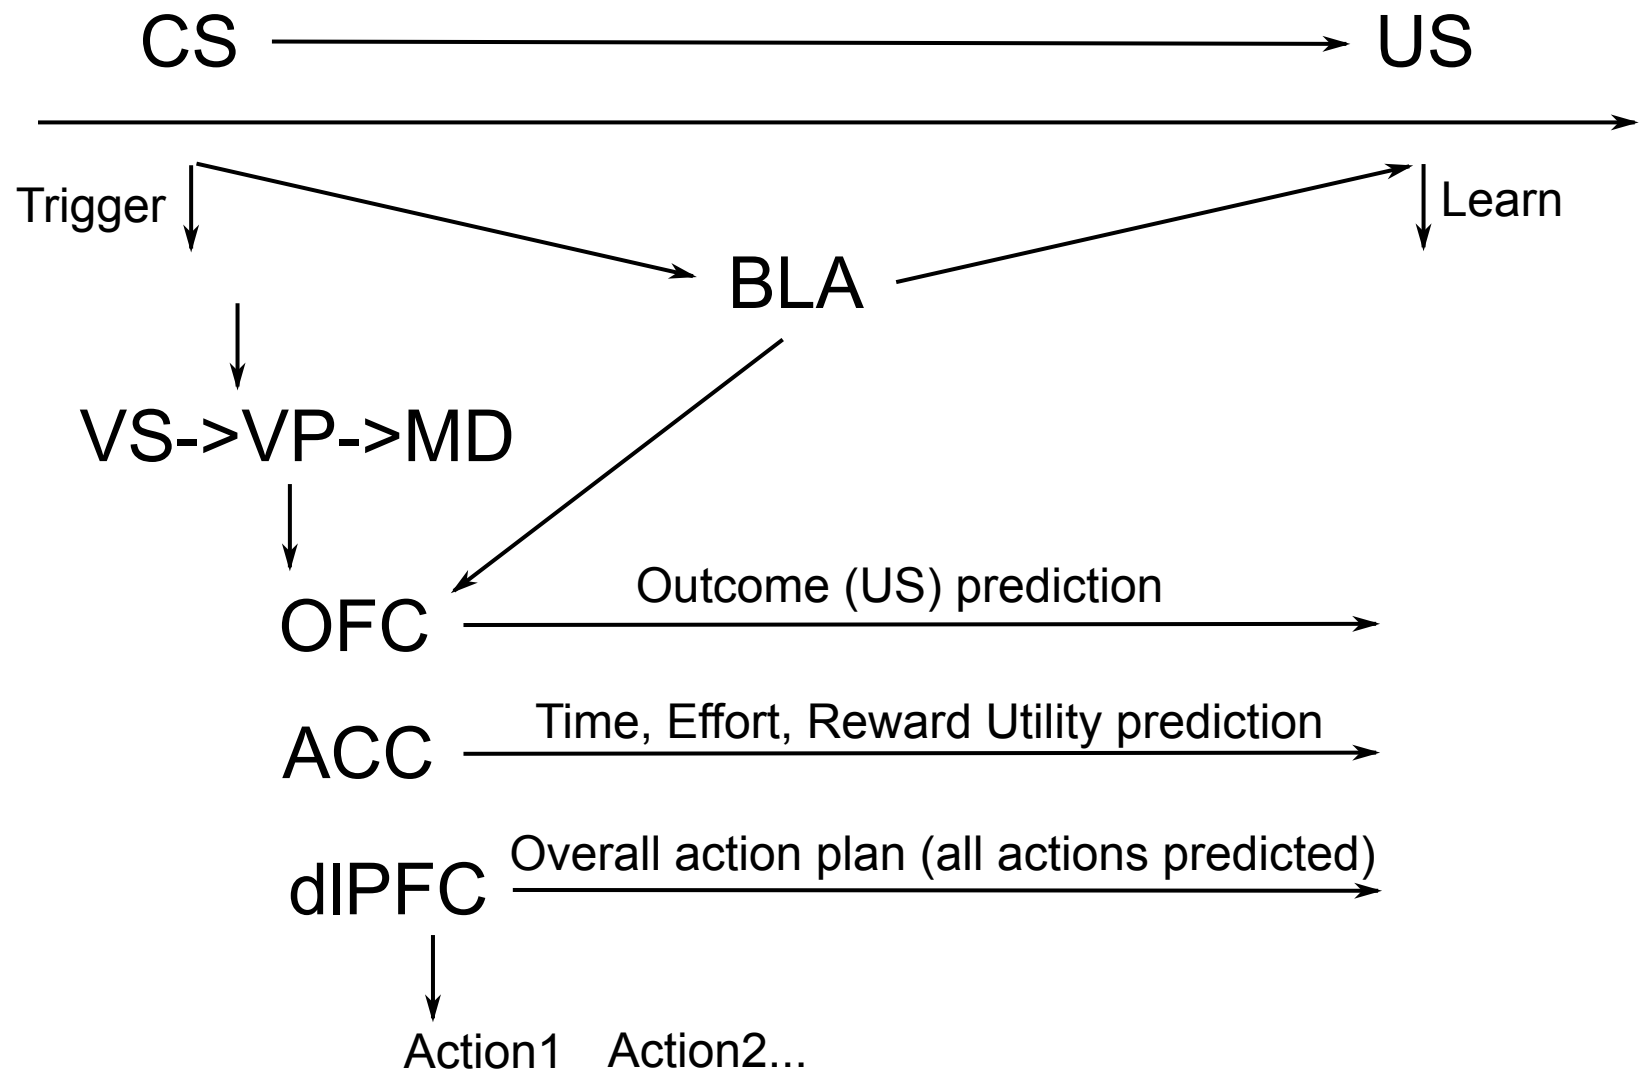 CS US
Trigger Learn
BLA
VS->VP->MD
Outcome (US) prediction
OFC
Time, Effort, Reward Utility prediction
ACC
Overall action plan (all actions predicted)
dlPFC
Action1 Action2...